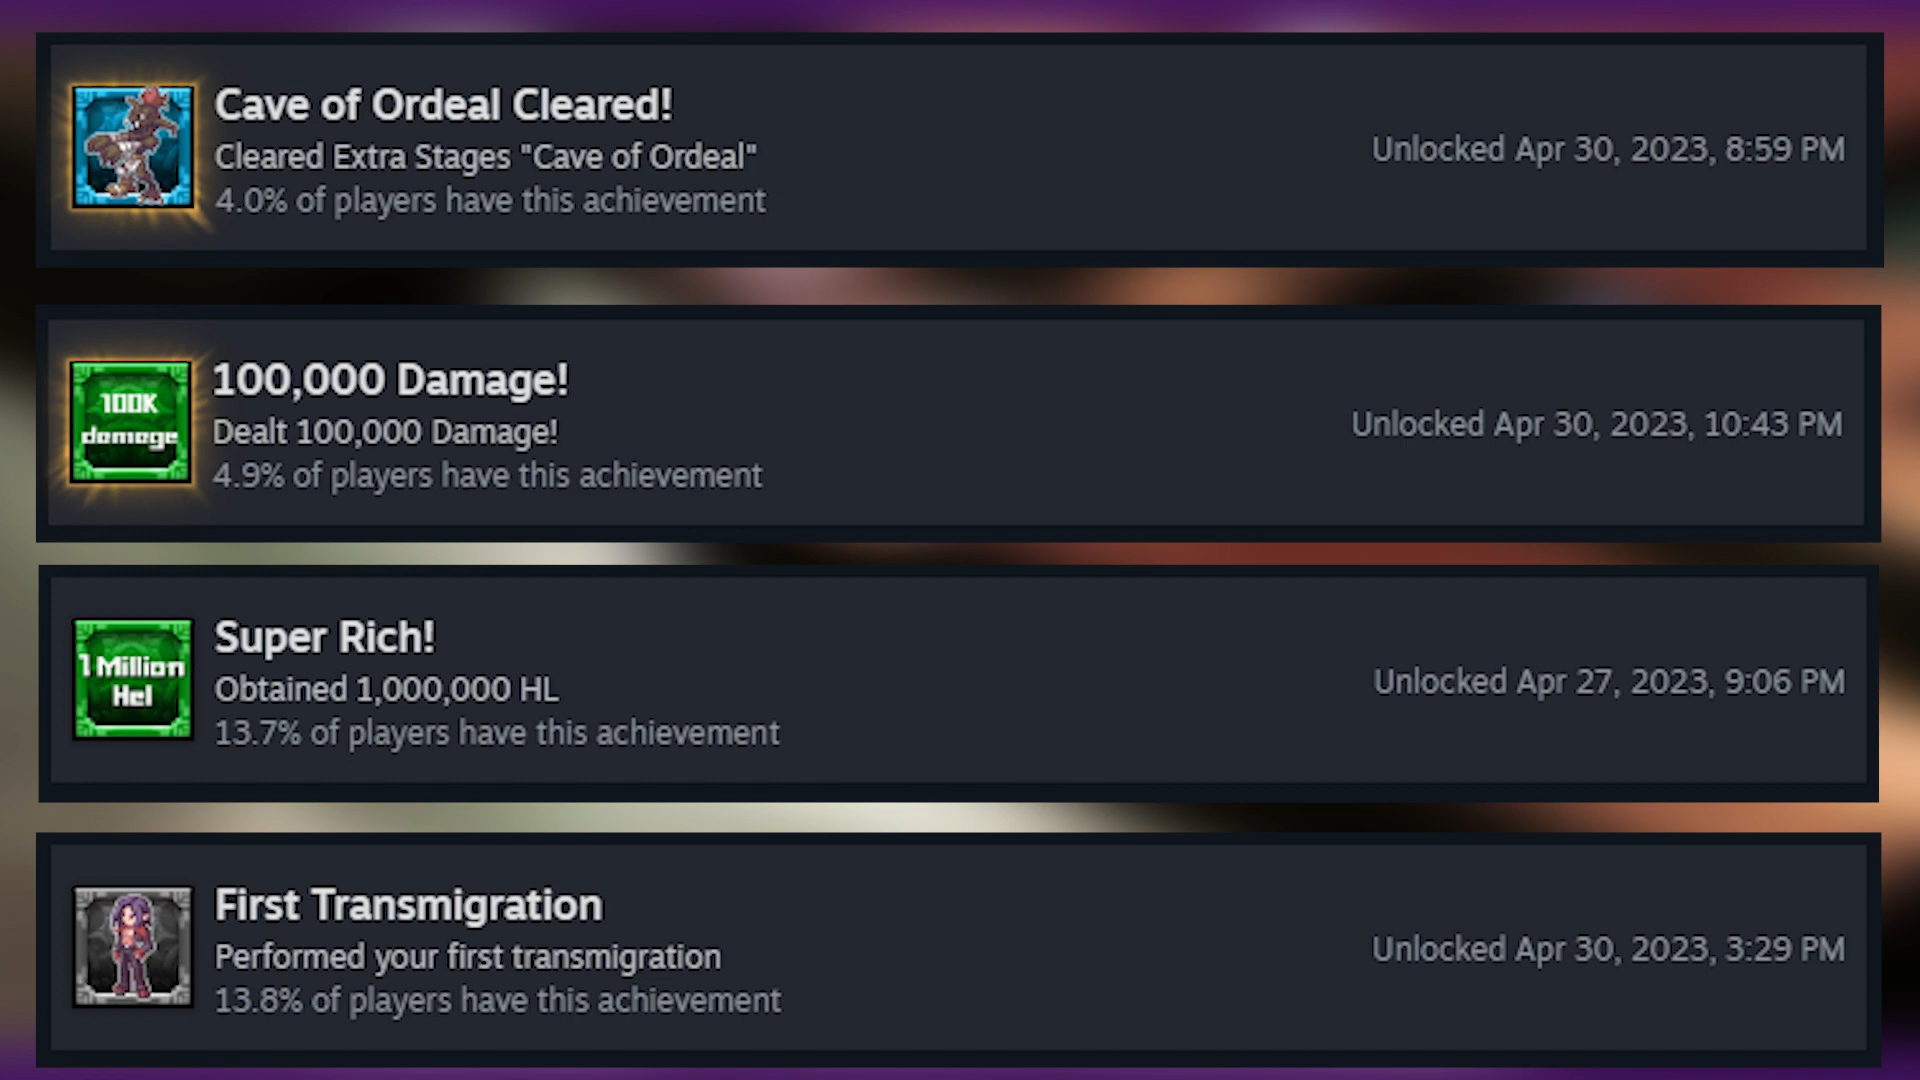 Cave of Ordeal Cleared!
Cleared Extra Stages "Cave of Ordeal"
4.0% of players have this achievement
Unlocked Apr 30, 2023, 8:59 PM
100K
damage
100,000 Damage!
Dealt 100,000 Damage!
4.9% of players have this achievement
Unlocked Apr 30, 2023, 10:43 PM
1 Million
Hel
Super Rich!
Obtained 1,000,000 HL
13.7% of players have this achievement
Unlocked Apr 27, 2023, 9:06 PM
First Transmigration
Performed your first transmigration
13.8% of players have this achievement
Unlocked Apr 30, 2023, 3:29 PM